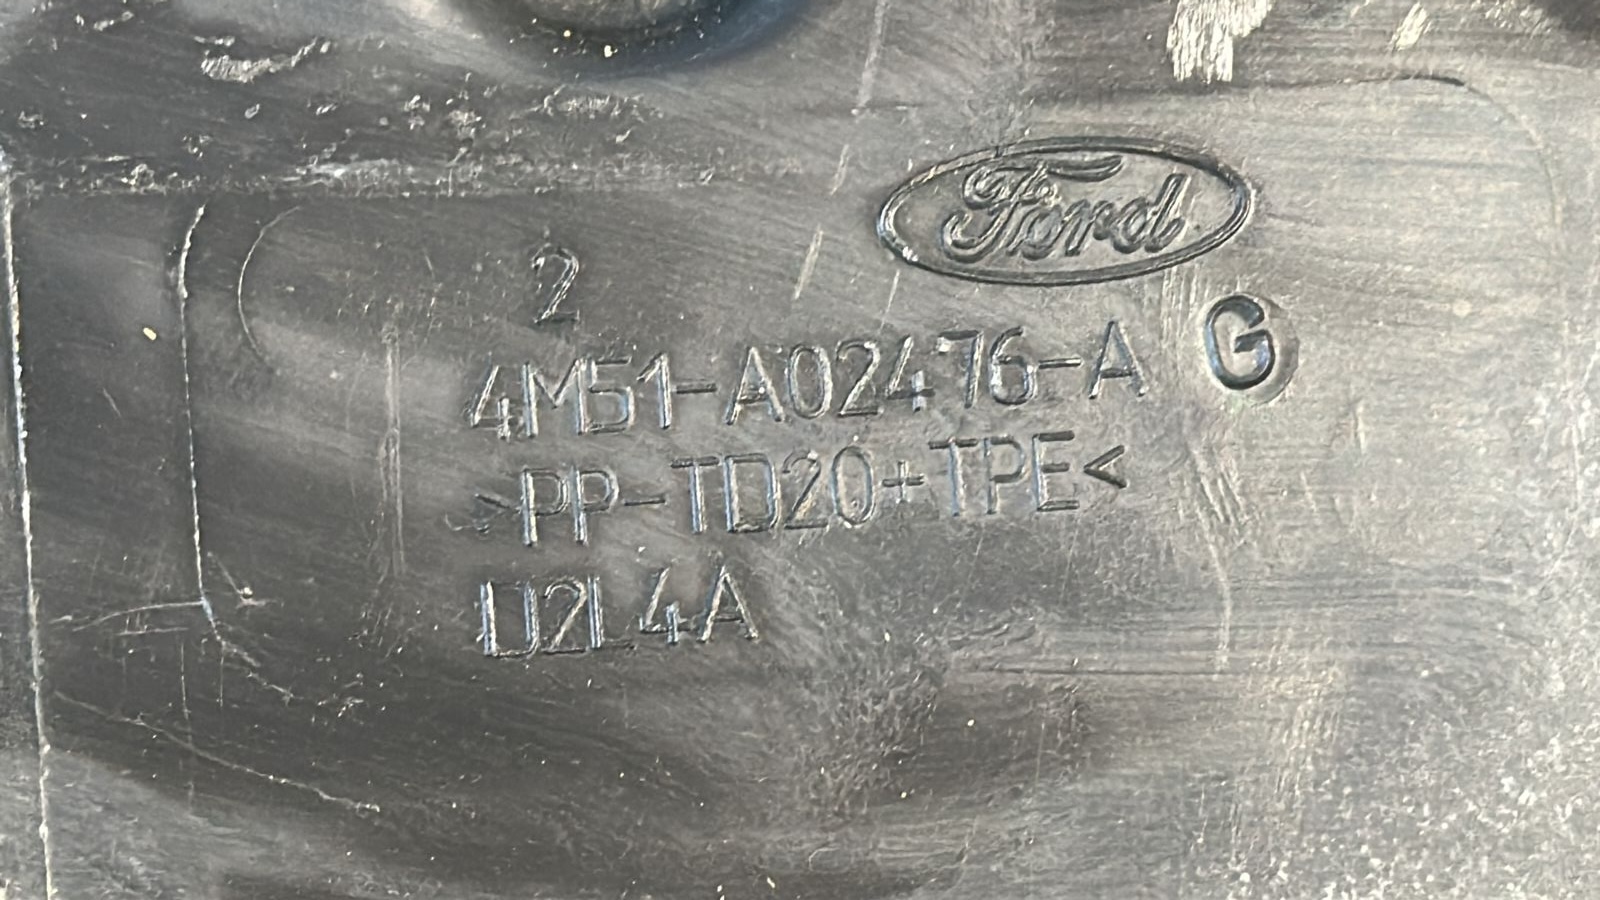 Ford
2
4M51-A02476-A G
>PP-TD20+TPE<
U2L4A